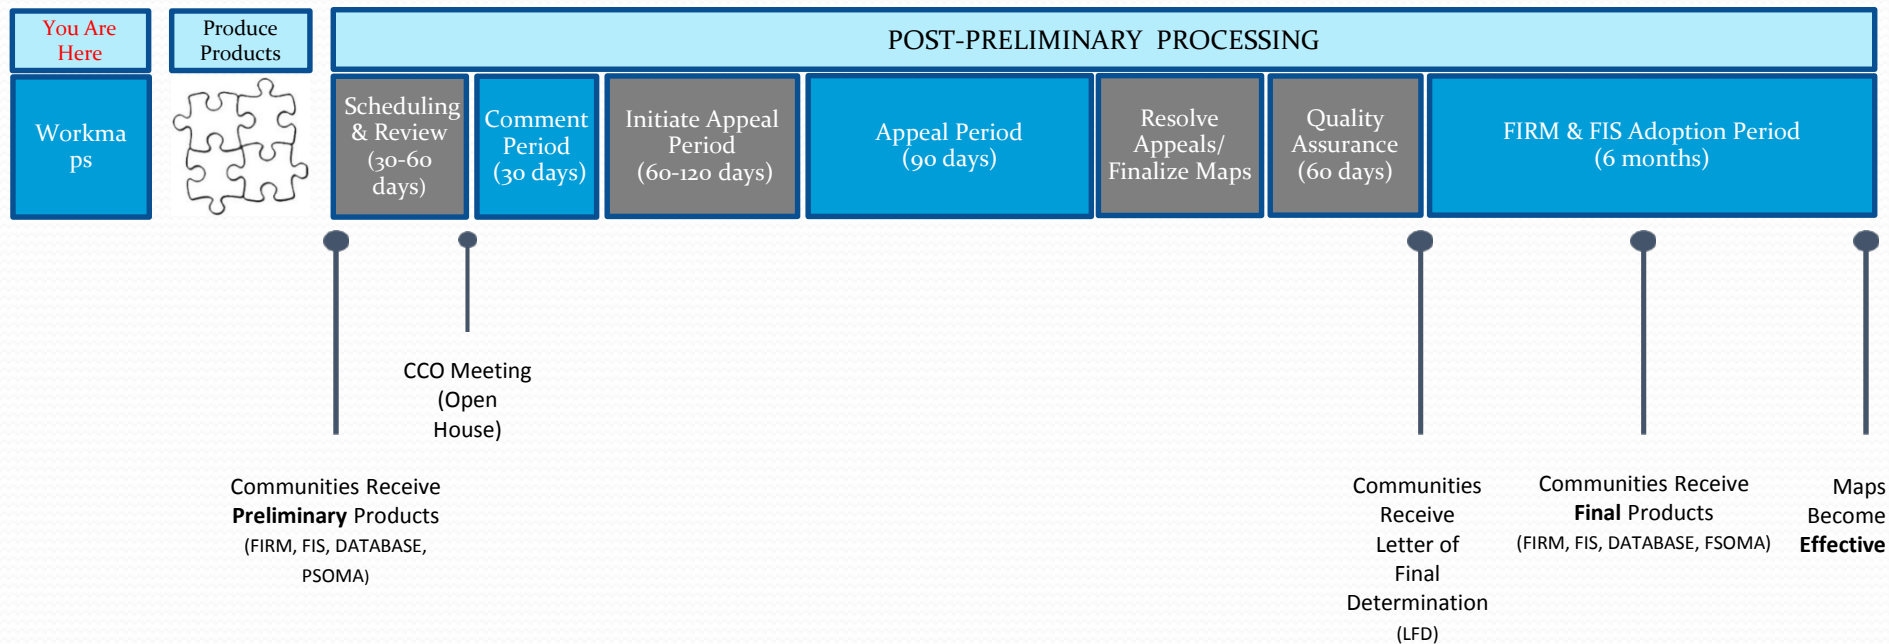 You Are
Here
Produce
Products
POST-PRELIMINARY PROCESSING
Workma
ps
Scheduling
& Review
(30-60
days)
Comment
Period
(30 days)
Initiate Appeal
Period
(60-120 days)
Appeal Period
(90 days)
Resolve
Appeals/
Finalize Maps
Quality
Assurance
(60 days)
FIRM & FIS Adoption Period
(6 months)
CCO Meeting
(Open
House)
Communities Receive
Preliminary Products
(FIRM, FIS, DATABASE,
PSOMA)
Communities
Receive
Letter of
Final
Determination
(LFD)
Communities Receive
Final Products
(FIRM, FIS, DATABASE, FSOMA)
Maps
Become
Effective